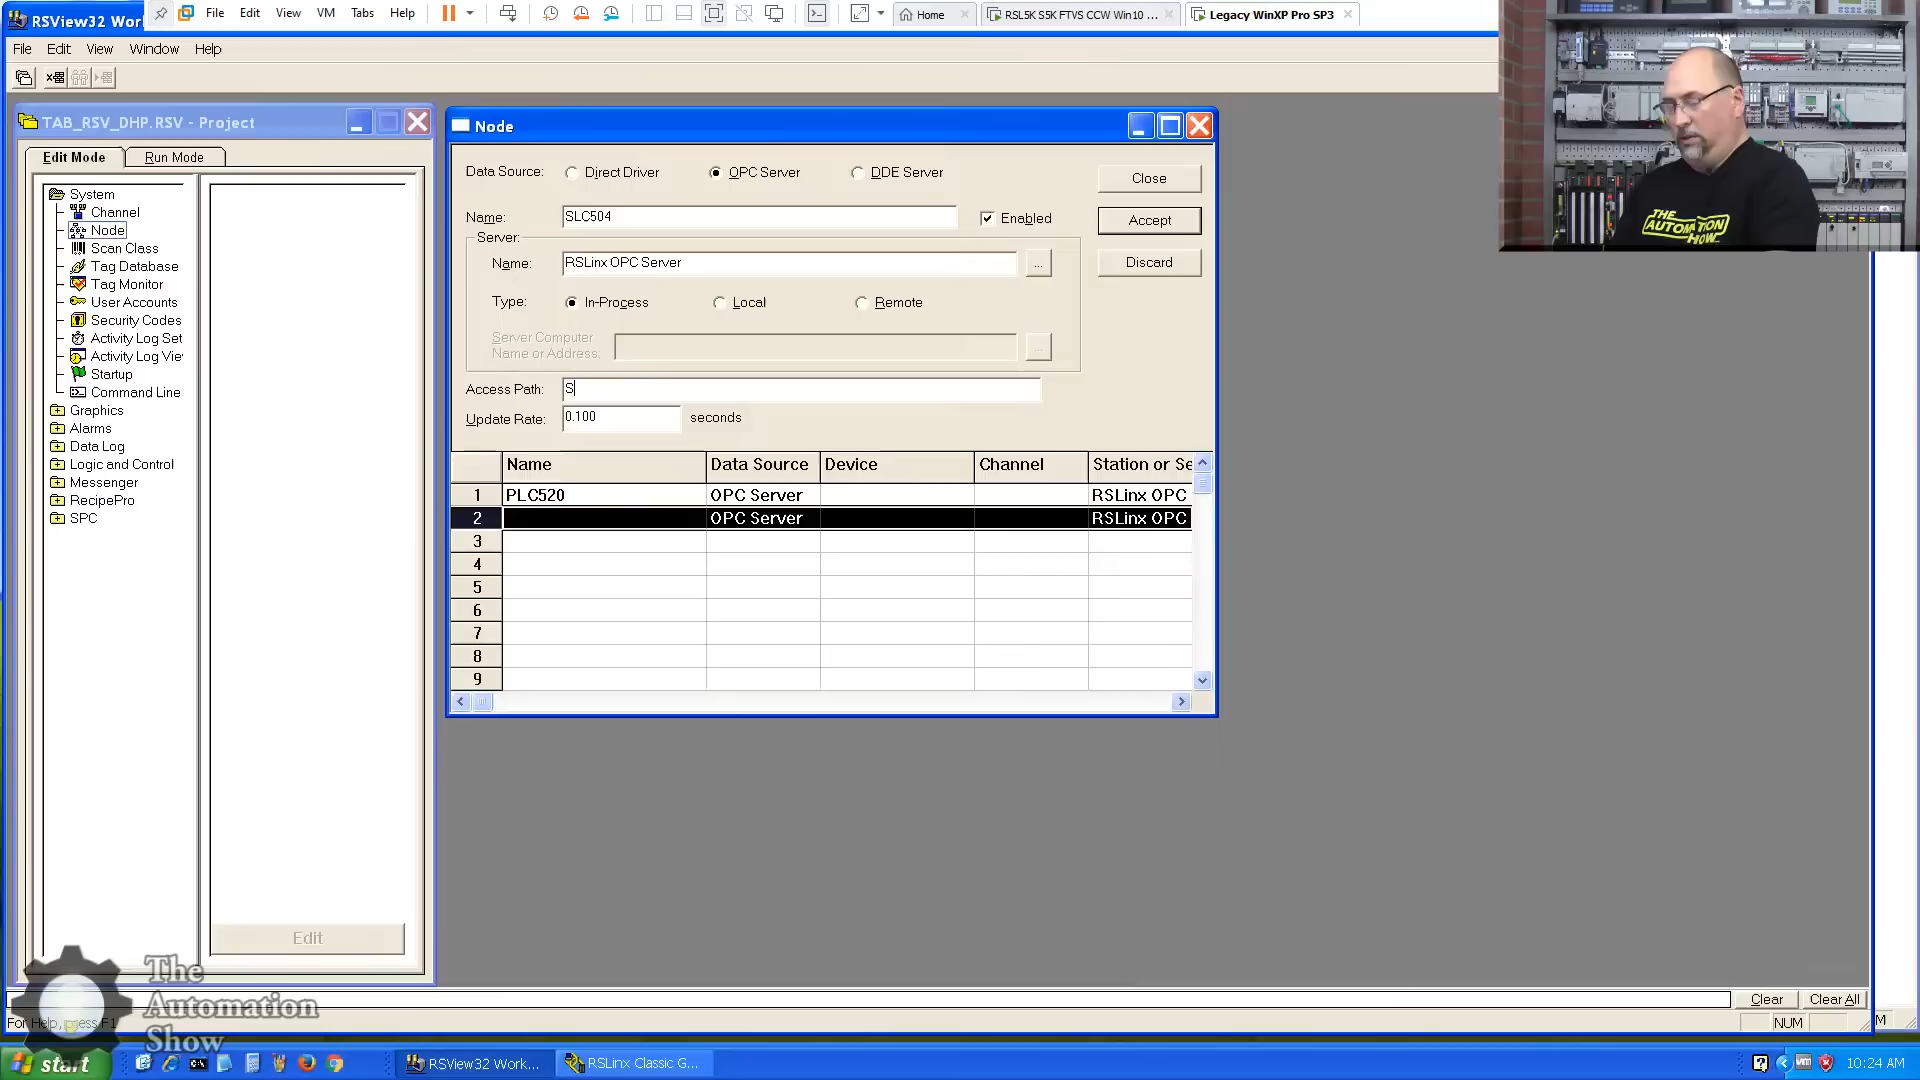 RSView32 Wor
File Edit View VM Tabs Help
Home
RSL5K S5K FTVS CCW Win10 ...
Legacy WinXP Pro SP3
File Edit View Window Help
TAB_RSV_DHP.RSV - Project
Edit Mode
Run Mode
System
Channel
Node
Scan Class
Tag Database
Tag Monitor
User Accounts
Security Codes
Activity Log Set
Activity Log Vie
Startup
Command Line
Graphics
Alarms
Data Log
Logic and Control
Messenger
RecipePro
SPC
Edit
Node
Data Source: Direct Driver OPC Server DDE Server
Close
Name: SLC504 Enabled
Accept
Server:
Name: RSLinx OPC Server ...
Discard
Type: In-Process Local Remote
Server Computer
Name or Address: ...
Access Path: S
Update Rate: 0.100 seconds
Name Data Source Device Channel Station or Se
1 PLC520 OPC Server RSLinx OPC
2 OPC Server RSLinx OPC
3
4
5
6
7
8
9
THE
AUTOMATION
SHOW
The
Automation
Show
Clear Clear All
For Help, press F1
NUM
M
start
RSView32 Work...
RSLinx Classic G...
10:24 AM